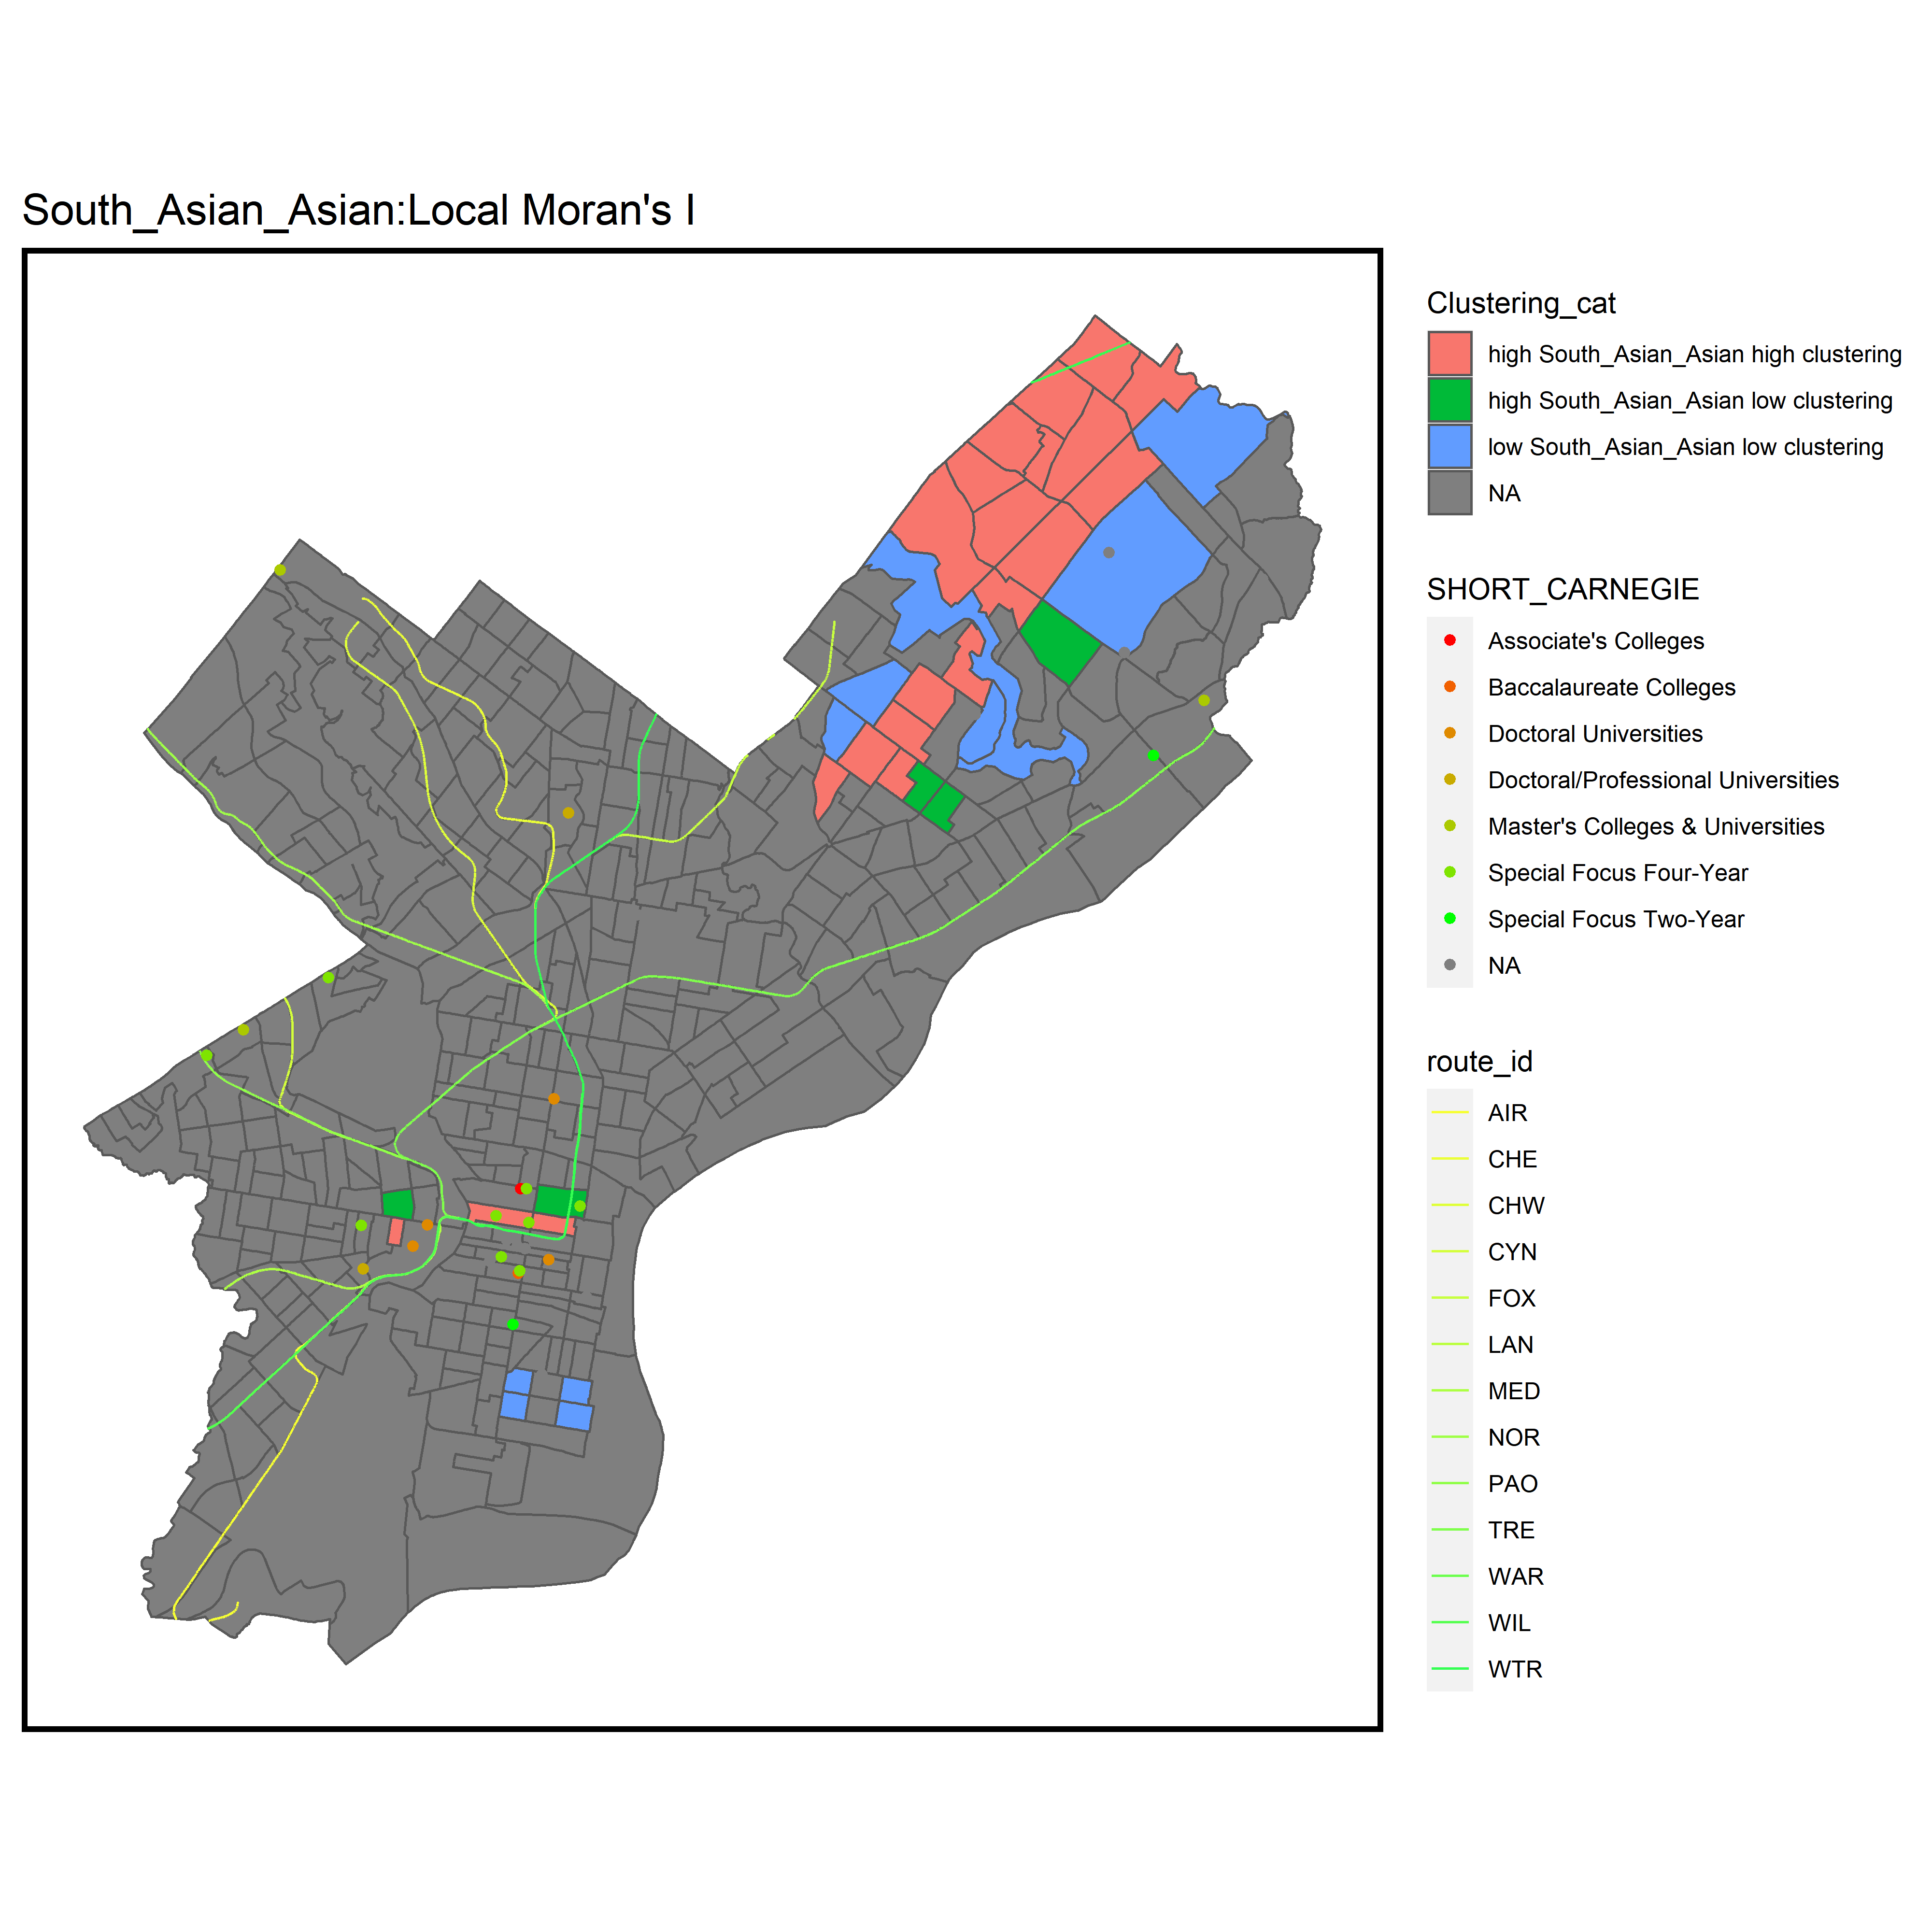 South_Asian_Asian:Local Moran's I
Clustering_cat
high South_Asian_Asian high clustering
high South_Asian_Asian low clustering
low South_Asian_Asian low clustering
NA
SHORT_CARNEGIE
Associate's Colleges
Baccalaureate Colleges
Doctoral Universities
Doctoral/Professional Universities
Master's Colleges & Universities
Special Focus Four-Year
Special Focus Two-Year
NA
route_id
AIR
CHE
CHW
CYN
FOX
LAN
MED
NOR
PAO
TRE
WAR
WIL
WTR